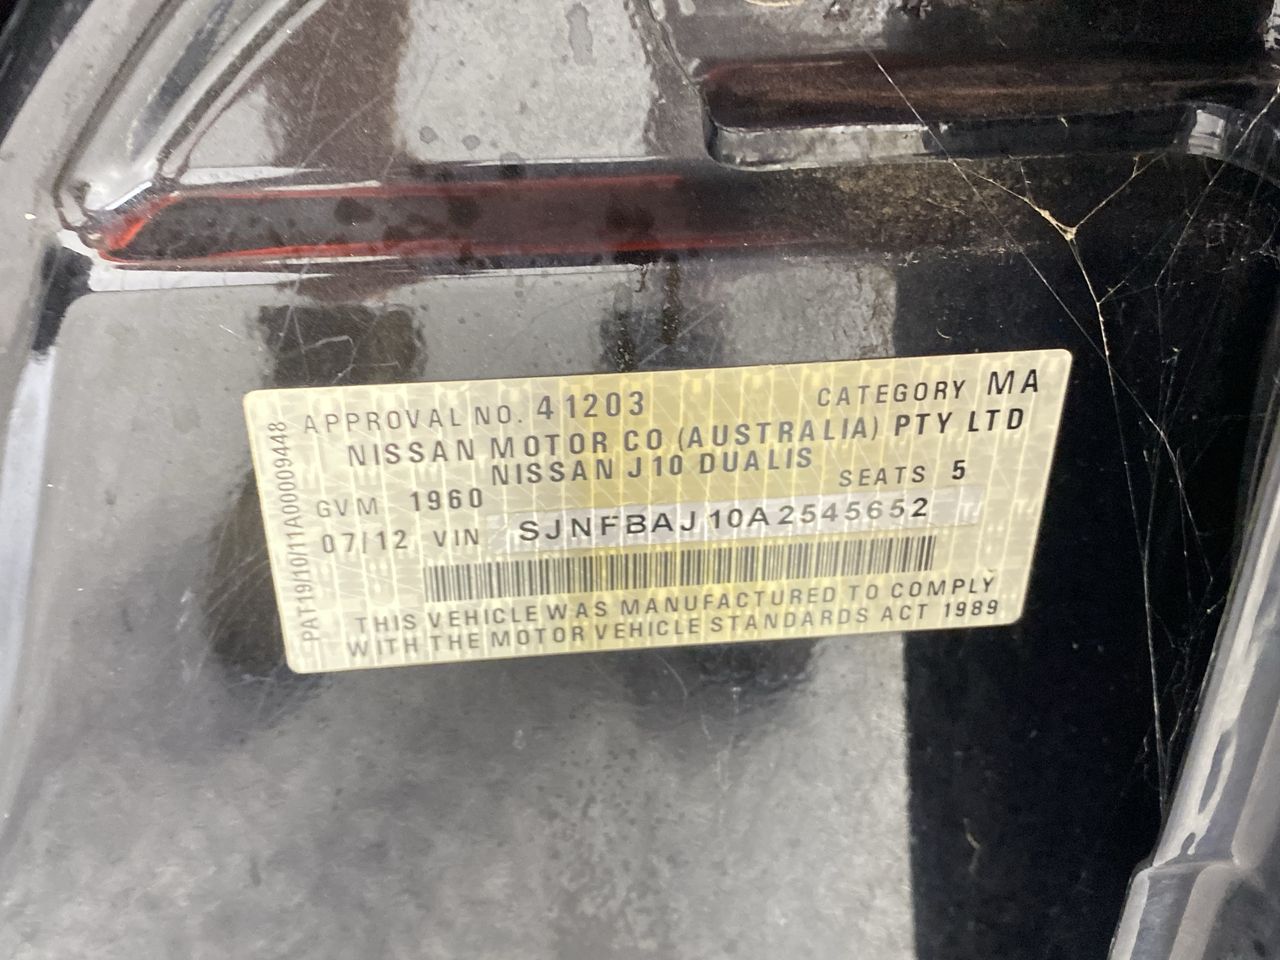 APPROVAL NO. 41203 CATEGORY MA
NISSAN MOTOR CO (AUSTRALIA) PTY LTD
NISSAN J10 DUALIS
GVM 1960 SEATS 5
07/12 VIN SJNFBAJ10A2545652
THIS VEHICLE WAS MANUFACTURED TO COMPLY
WITH THE MOTOR VEHICLE STANDARDS ACT 1989
PAT19/10/11A00009448